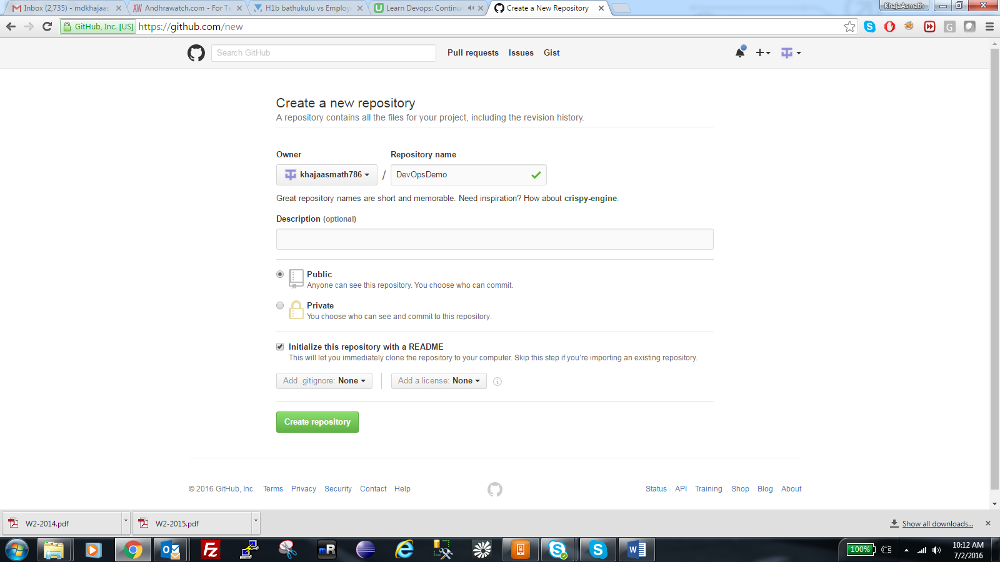 Inbox (2,735) - mdkhajaas
Andhrawatch.com - For Te
H1b bathukulu vs Employ
Learn Devops: Continu
Create a New Repository
KhajaAsmath
GitHub, Inc. [US]
https://github.com/new
Search GitHub
Pull requests
Issues
Gist
Create a new repository
A repository contains all the files for your project, including the revision history.
Owner
Repository name
khajaasmath786
/
DevOpsDemo
Great repository names are short and memorable. Need inspiration? How about crispy-engine.
Description (optional)
Public
Anyone can see this repository. You choose who can commit.
Private
You choose who can see and commit to this repository.
Initialize this repository with a README
This will let you immediately clone the repository to your computer. Skip this step if you’re importing an existing repository.
Add .gitignore: None
Add a license: None
Create repository
© 2016 GitHub, Inc.
Terms
Privacy
Security
Contact
Help
Status
API
Training
Shop
Blog
About
W2-2014.pdf
W2-2015.pdf
Show all downloads...
100%
10:12 AM
7/2/2016